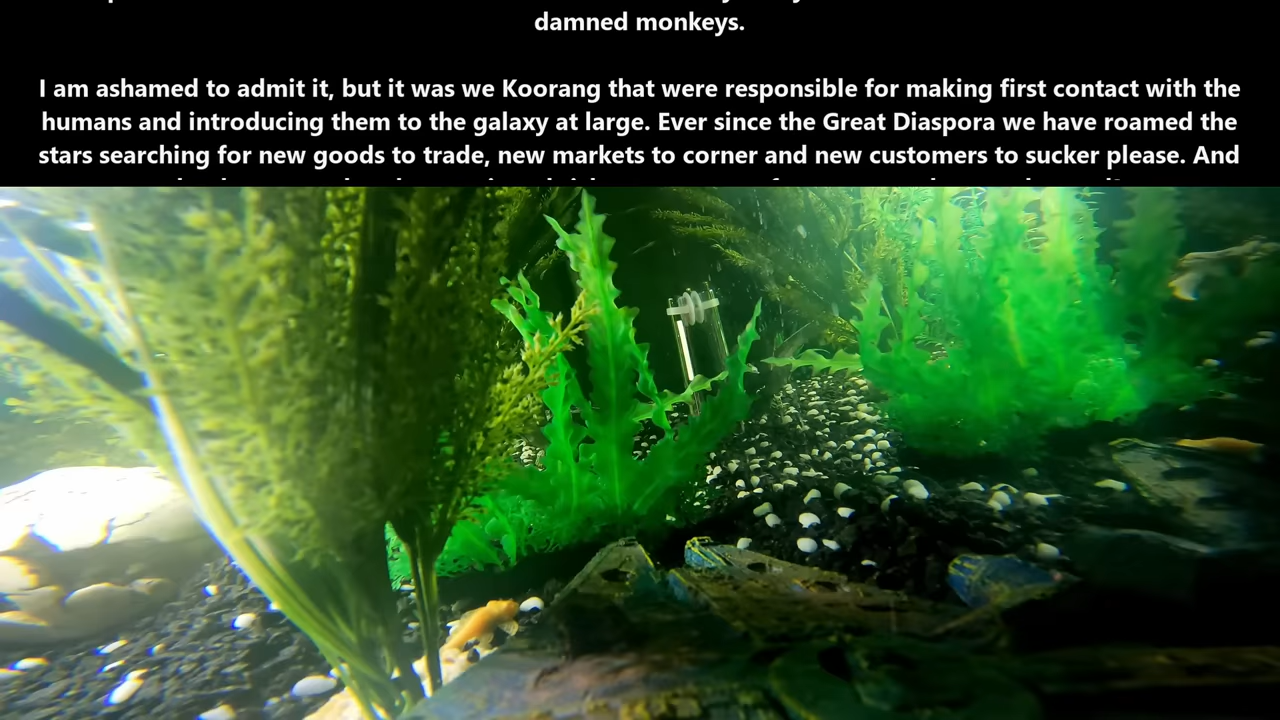 damned monkeys.
I am ashamed to admit it, but it was we Koorang that were responsible for making first contact with the
humans and introducing them to the galaxy at large. Ever since the Great Diaspora we have roamed the
stars searching for new goods to trade, new markets to corner and new customers to sucker please. And